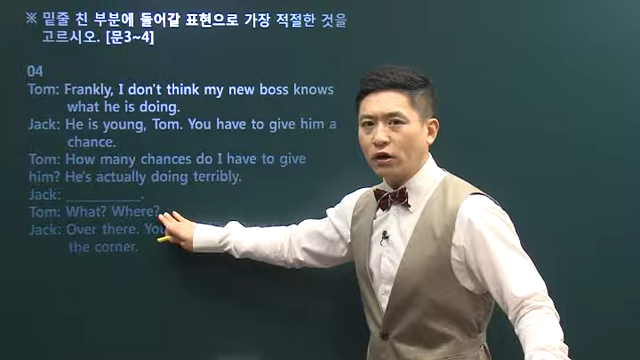 ※ 밑줄 친 부분에 들어갈 표현으로 가장 적절한 것을
고르시오. [문3~4]
04
Tom: Frankly, I don't think my new boss knows
what he is doing.
Jack: He is young, Tom. You have to give him a
chance.
Tom: How many chances do I have to give
him? He's actually doing terribly.
Jack: __________.
Tom: What? Where?
Jack: Over there. You
the corner.